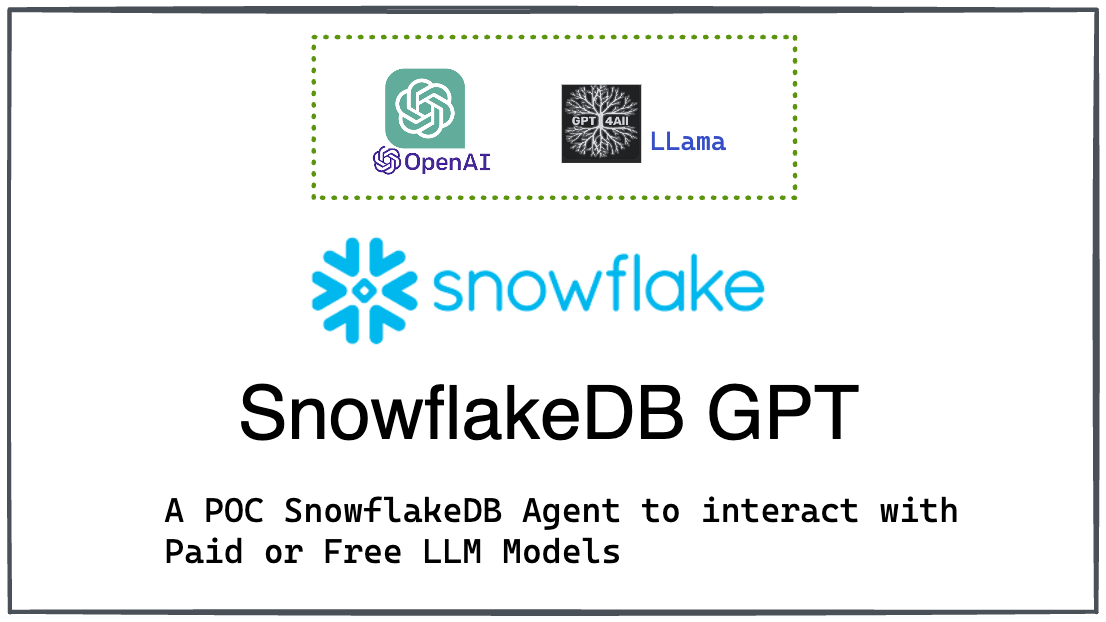 OpenAI
GPT 4All
LLama
snowflake
SnowflakeDB GPT
A POC SnowflakeDB Agent to interact with
Paid or Free LLM Models